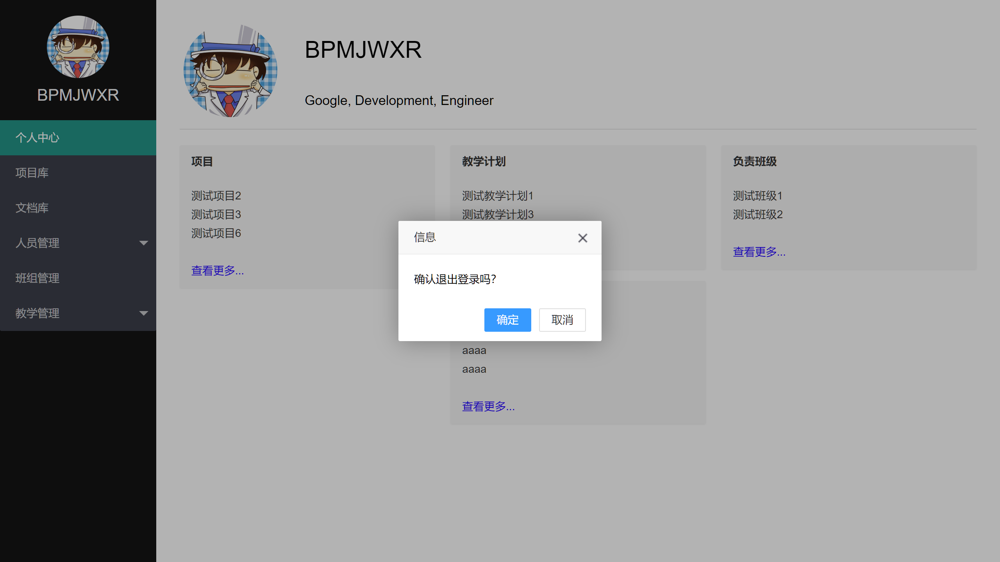 BPMJWXR
个人中心
项目库
文档库
人员管理
班组管理
教学管理
BPMJWXR
Google, Development, Engineer
项目
测试项目2
测试项目3
测试项目6
查看更多...
教学计划
测试教学计划1
测试教学计划3
负责班级
测试班级1
测试班级2
查看更多...
信息
确认退出登录吗?
确定
取消
aaaa
aaaa
查看更多...